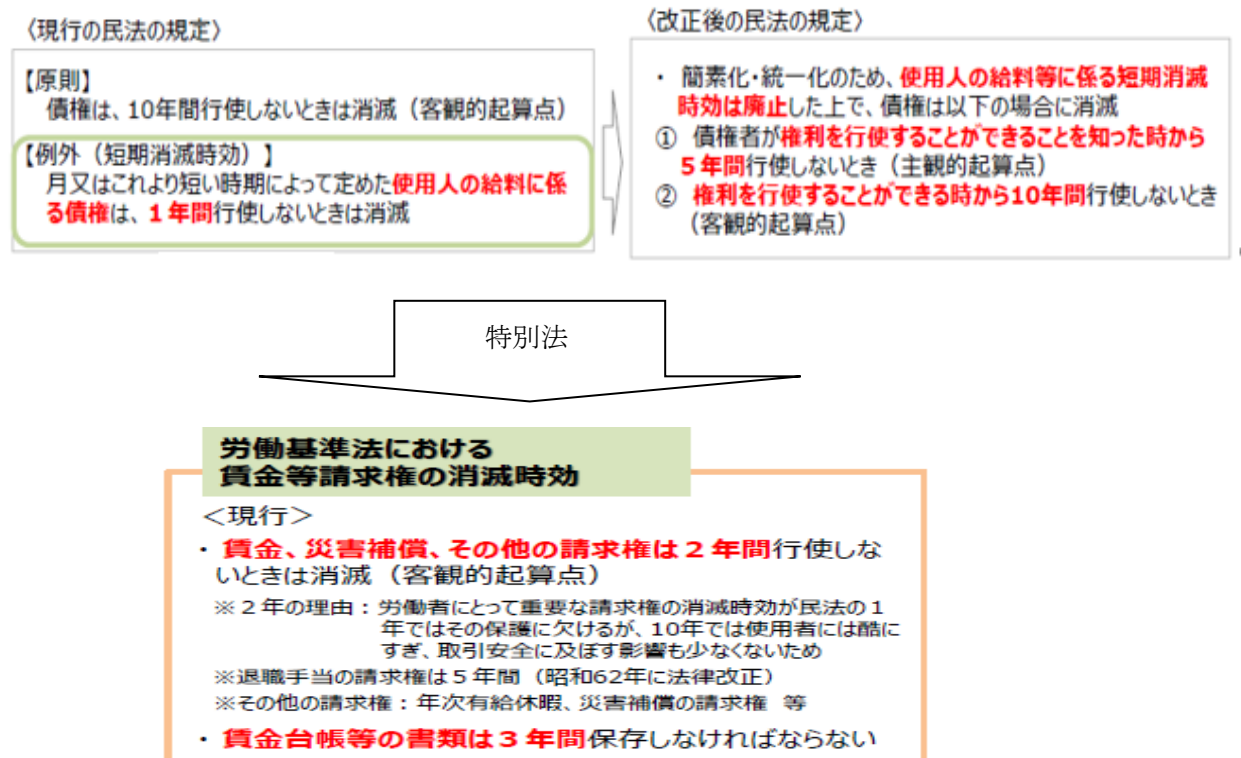 〈現行の民法の規定〉
【原則】
債権は、10年間行使しないときは消滅（客観的起算点）
【例外（短期消滅時効）】
月又はこれより短い時期によって定めた使用人の給料に係
る債権は、１年間行使しないときは消滅
〈改正後の民法の規定〉
・ 簡素化・統一化のため、使用人の給料等に係る短期消滅
時効は廃止した上で、債権は以下の場合に消滅
① 債権者が権利を行使することができることを知った時から
５年間行使しないとき（主観的起算点）
② 権利を行使することができる時から10年間行使しないとき
（客観的起算点）
特別法
労働基準法における
賃金等請求権の消滅時効
＜現行＞
・ 賃金、災害補償、その他の請求権は２年間行使しな
いときは消滅（客観的起算点）
※２年の理由：労働者にとって重要な請求権の消滅時効が民法の１
年ではその保護に欠けるが、10年では使用者には酷に
すぎ、取引安全に及ぼす影響も少なくないため
※退職手当の請求権は５年間（昭和62年に法律改正）
※その他の請求権：年次有給休暇、災害補償の請求権 等
・ 賃金台帳等の書類は３年間保存しなければならない